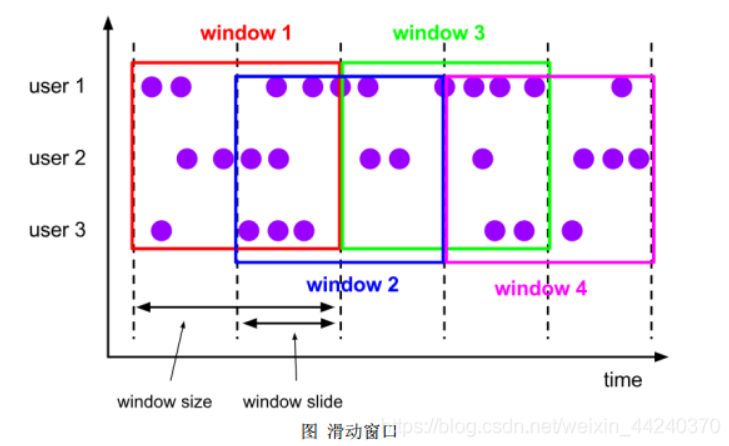 window 1
window 3
user 1
user 2
user 3
window 2
window 4
window size
window slide
time
图 滑动窗口
https://blog.csdn.net/weixin_44240370